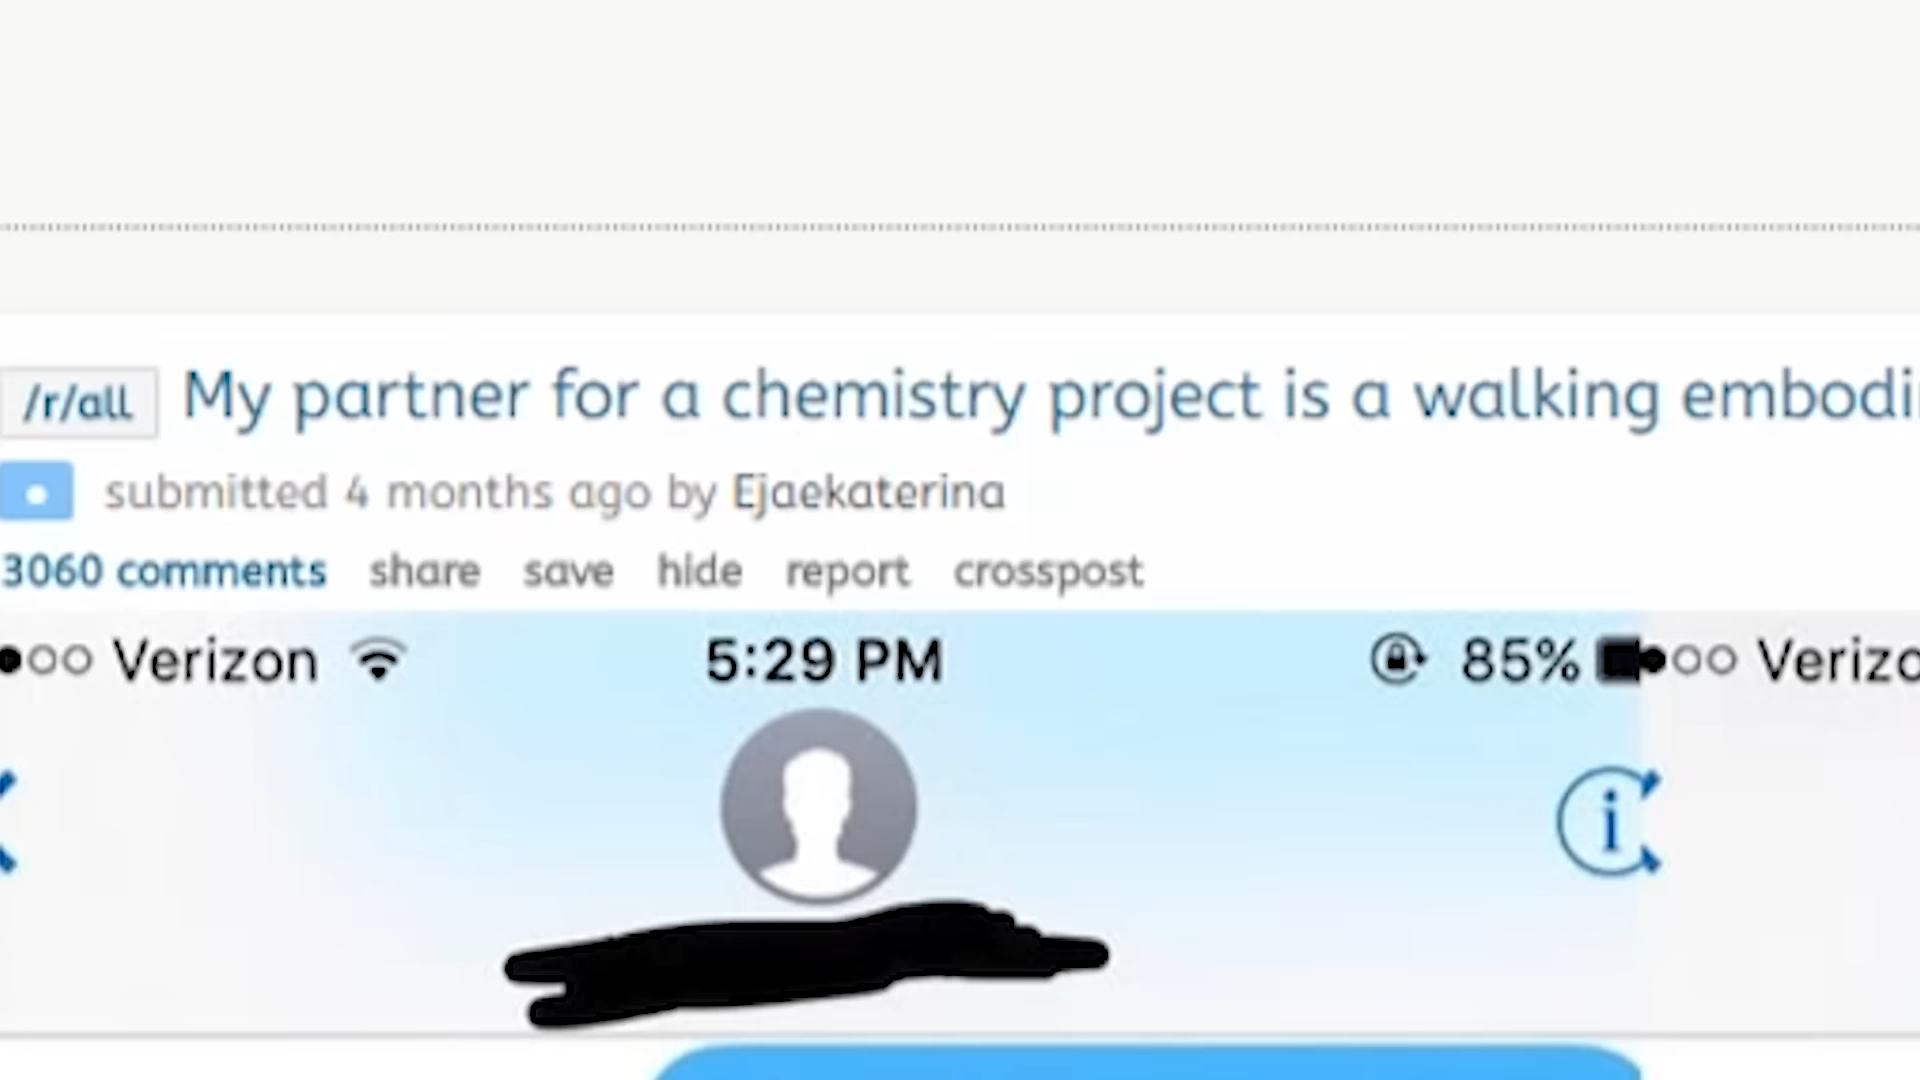 /r/all My partner for a chemistry project is a walking embodi
submitted 4 months ago by Ejaekaterina
3060 comments share save hide report crosspost
Verizon 5:29 PM 85% Verizo
i